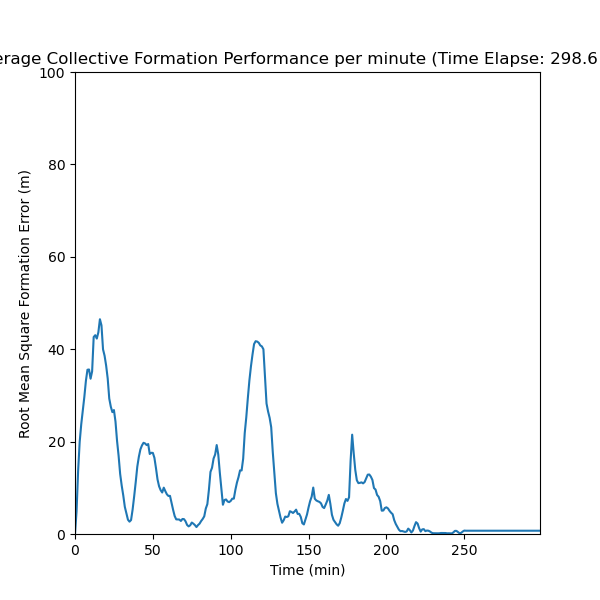 erage Collective Formation Performance per minute (Time Elapse: 298.6
100
80
60
40
20
0
Root Mean Square Formation Error (m)
0 50 100 150 200 250
Time (min)